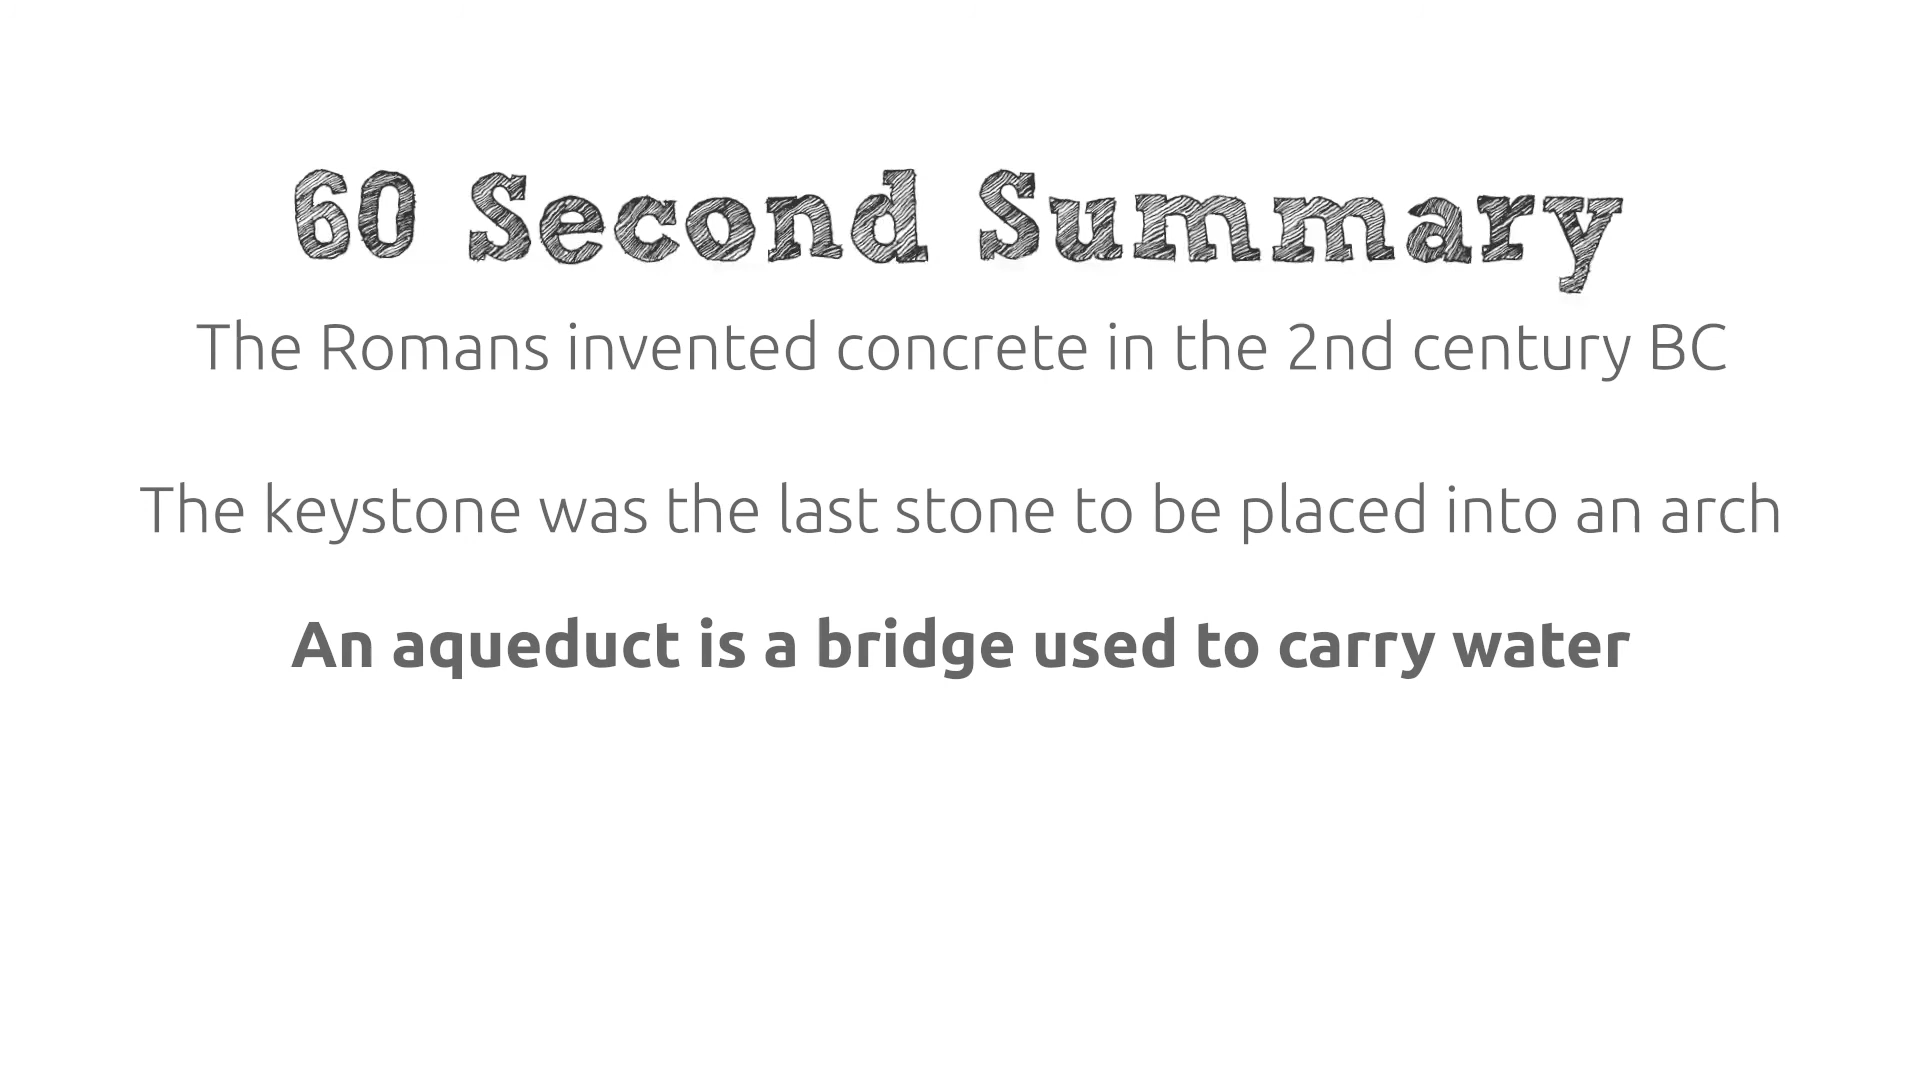 60 Second Summary
The Romans invented concrete in the 2nd century BC
The keystone was the last stone to be placed into an arch
An aqueduct is a bridge used to carry water